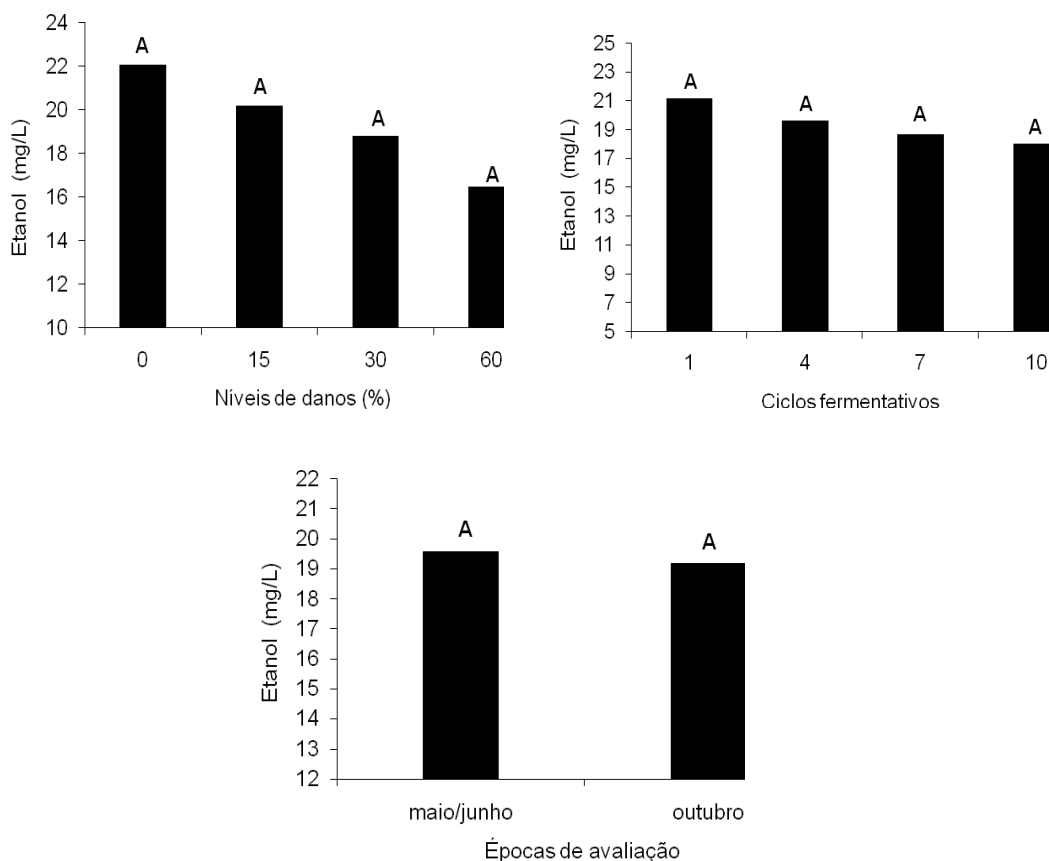 Etanol (mg/L)
24
22
20
18
16
14
12
10
A
A
A
A
0 15 30 60
Níveis de danos (%)
Etanol (mg/L)
25
23
21
19
17
15
13
11
9
7
5
A
A
A
A
1 4 7 10
Ciclos fermentativos
Etanol (mg/L)
22
21
20
19
18
17
16
15
14
13
12
A
A
maio/junho outubro
Épocas de avaliação